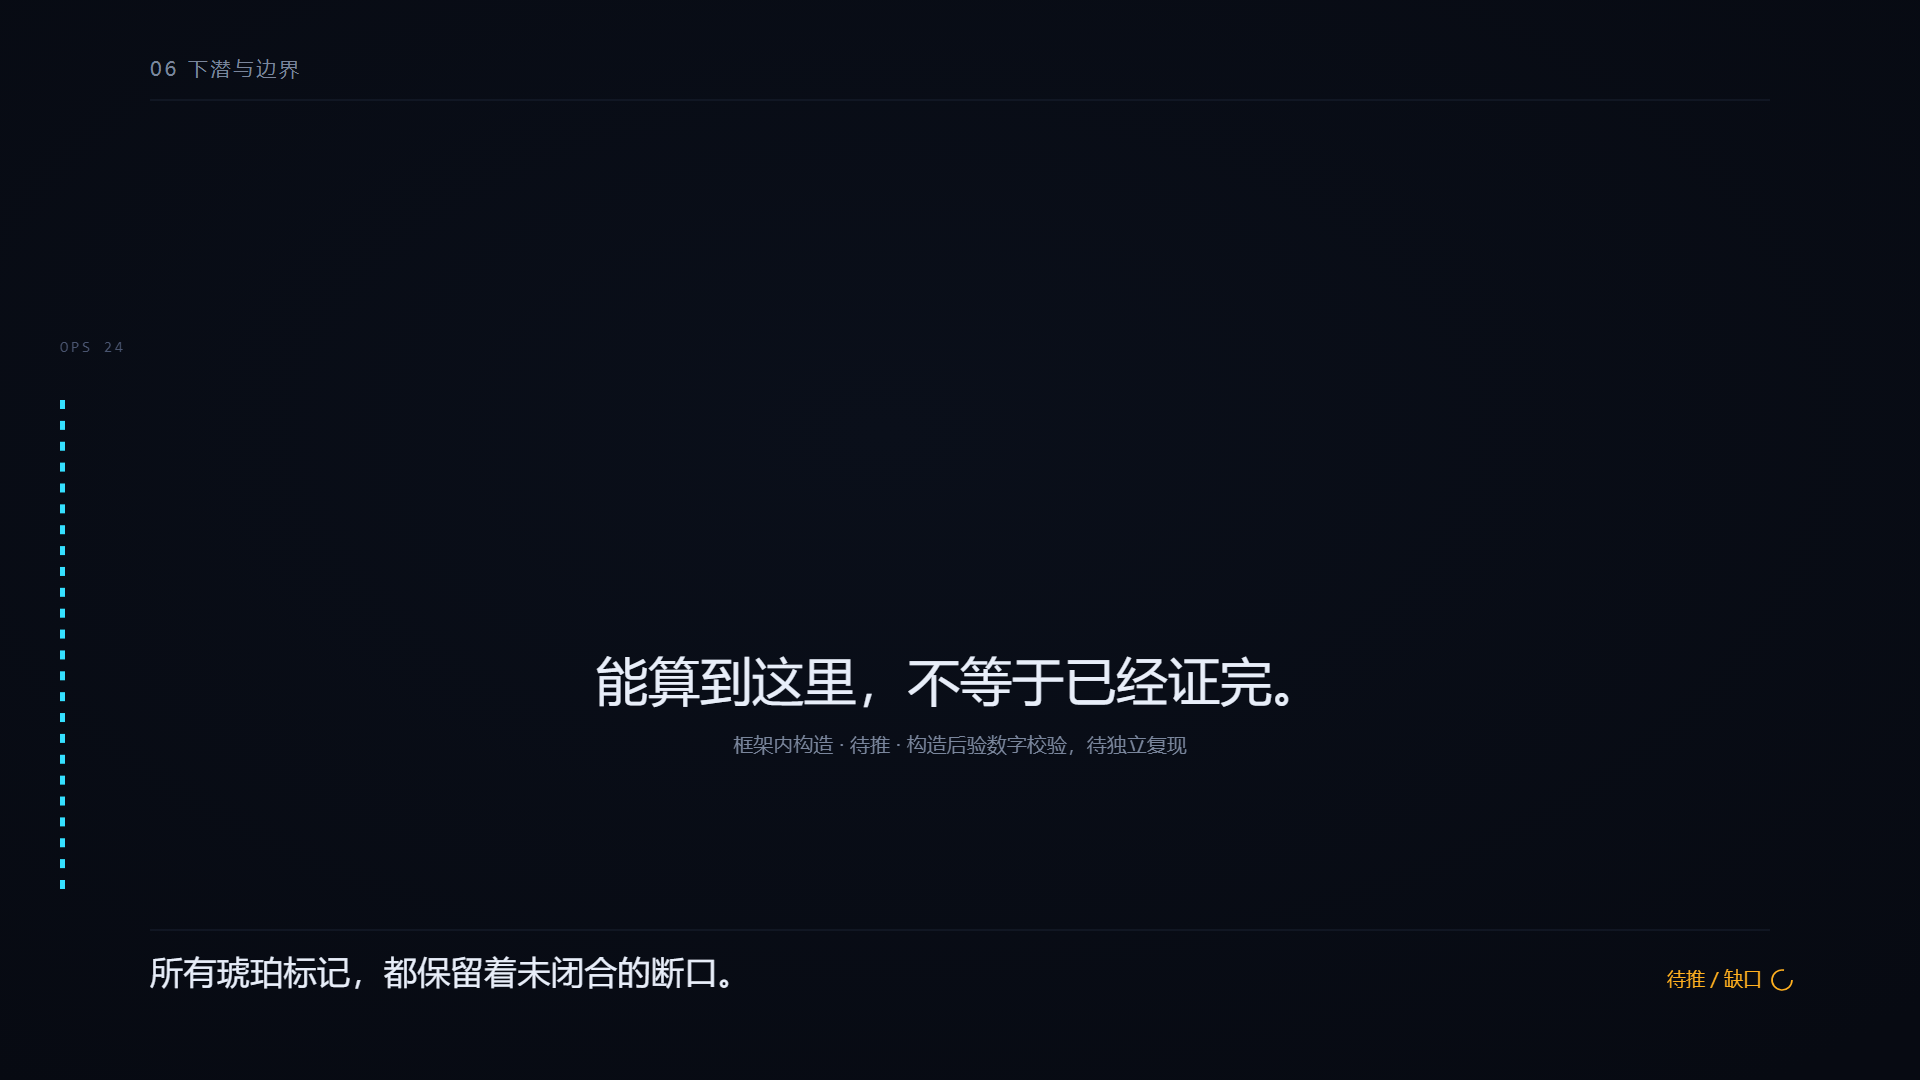 06 下潜与边界
OPS 24
能算到这里，不等于已经证完。
框架内构造 · 待推 · 构造后验数字校验，待独立复现
所有琥珀标记，都保留着未闭合的断口。
待推 / 缺口